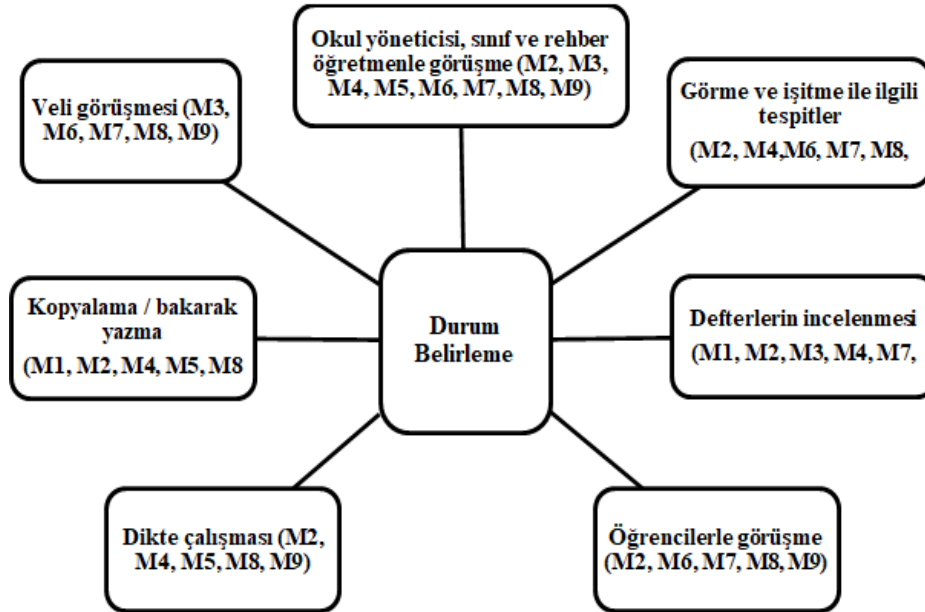 Okul yöneticisi, sınıf ve rehber
öğretmenle görüşme (M2, M3,
M4, M5, M6, M7, M8, M9)
Veli görüşmesi (M3,
M6, M7, M8, M9)
Görme ve işitme ile ilgili
tespitler
(M2, M4,M6, M7, M8,
Kopyalama / bakarak
yazma
(M1, M2, M4, M5, M8
Durum
Belirleme
Defterlerin incelenmesi
(M1, M2, M3, M4, M7,
Dikte çalışması (M2,
M4, M5, M8, M9)
Öğrencilerle görüşme
(M2, M6, M7, M8, M9)